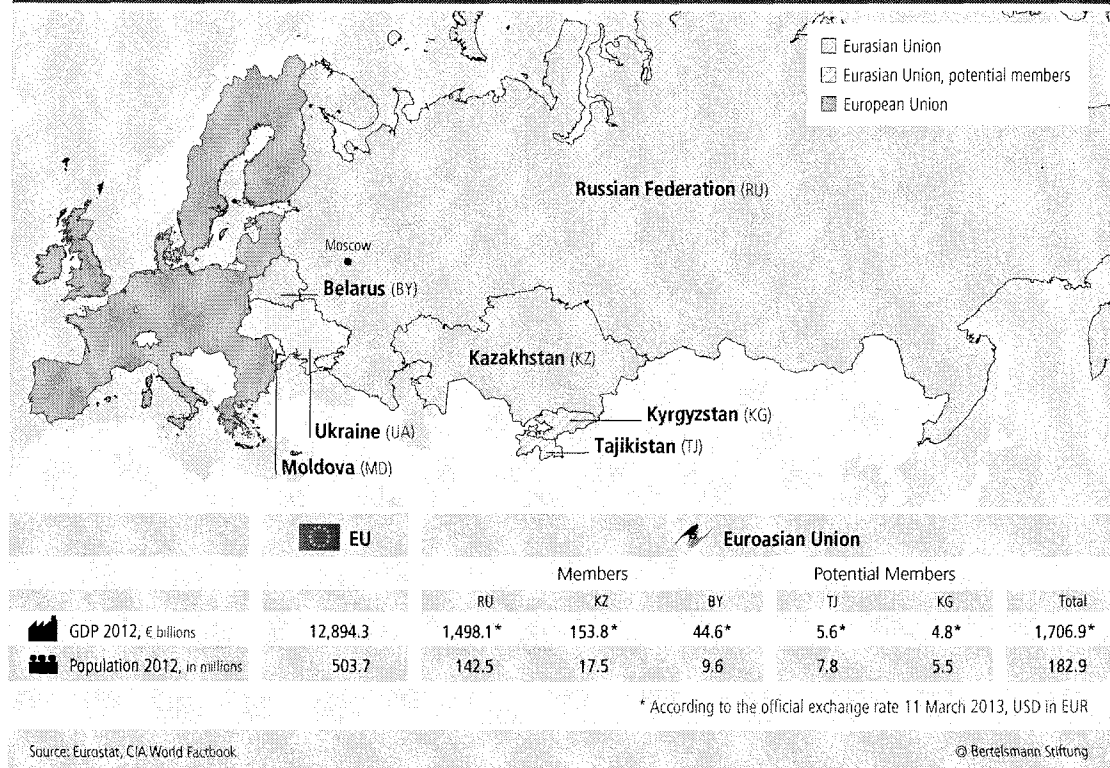 Eurasian Union
Eurasian Union, potential members
European Union
Russian Federation (RU)
Moscow
Belarus (BY)
Kazakhstan (KZ)
Kyrgyzstan (KG)
Ukraine (UA)
Tajikistan (TJ)
Moldova (MD)
EU Euroasian Union
Members Potential Members
RU KZ BY TJ KG Total
GDP 2012, € billions 12,894.3 1,498.1* 153.8* 44.6* 5.6* 4.8* 1,706.9*
Population 2012, in millions 503.7 142.5 17.5 9.6 7.8 5.5 182.9
* According to the official exchange rate 11 March 2013, USD in EUR
Source: Eurostat, CIA World Factbook © Bertelsmann Stiftung